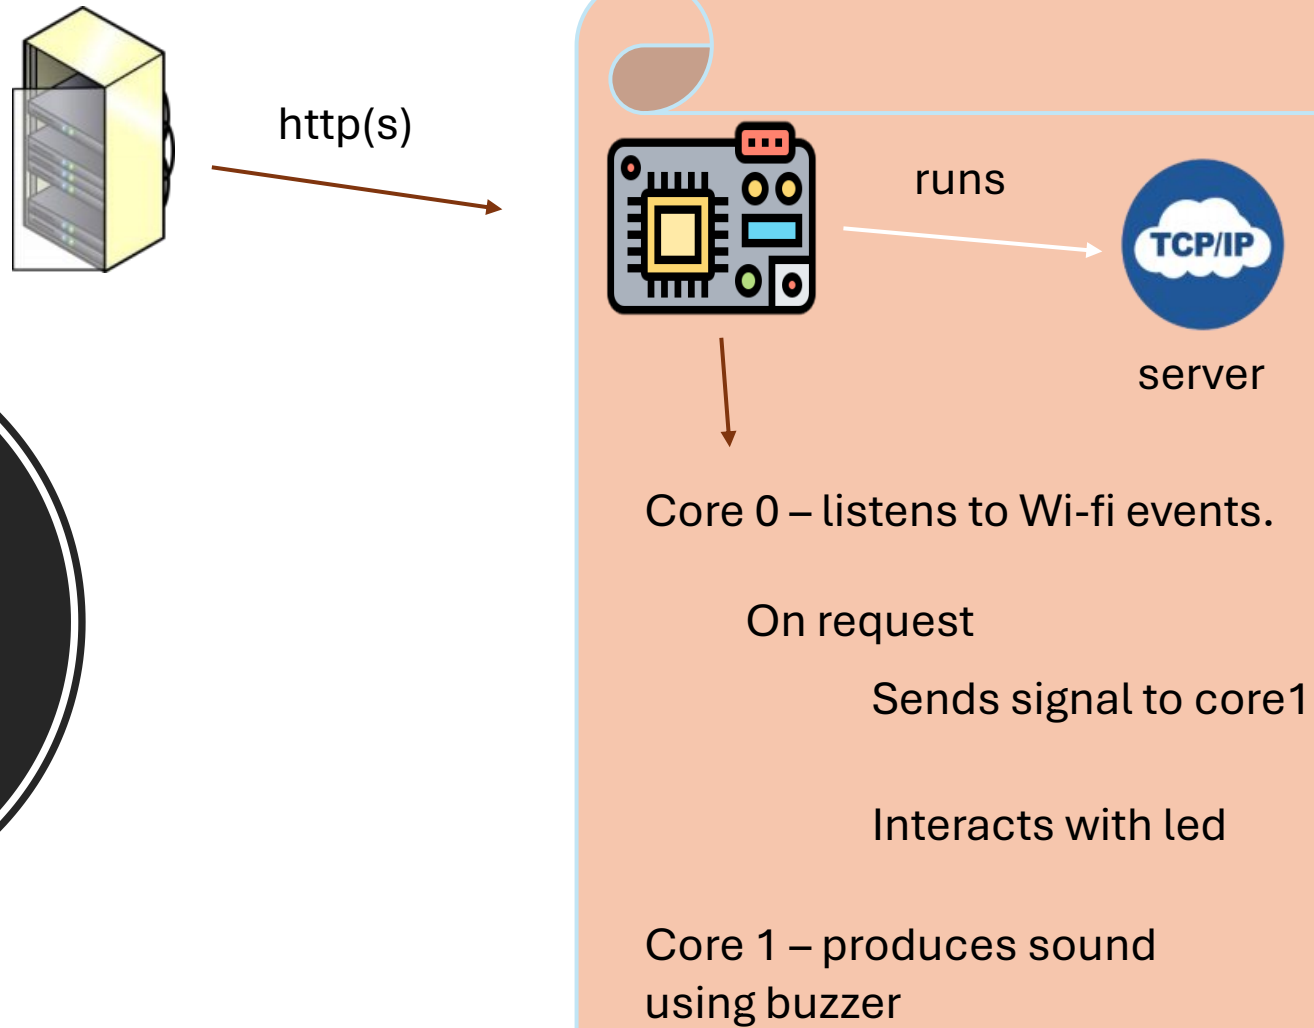 http(s)
runs
TCP/IP
server
Core 0 – listens to Wi-fi events.
On request
Sends signal to core1
Interacts with led
Core 1 – produces sound
using buzzer